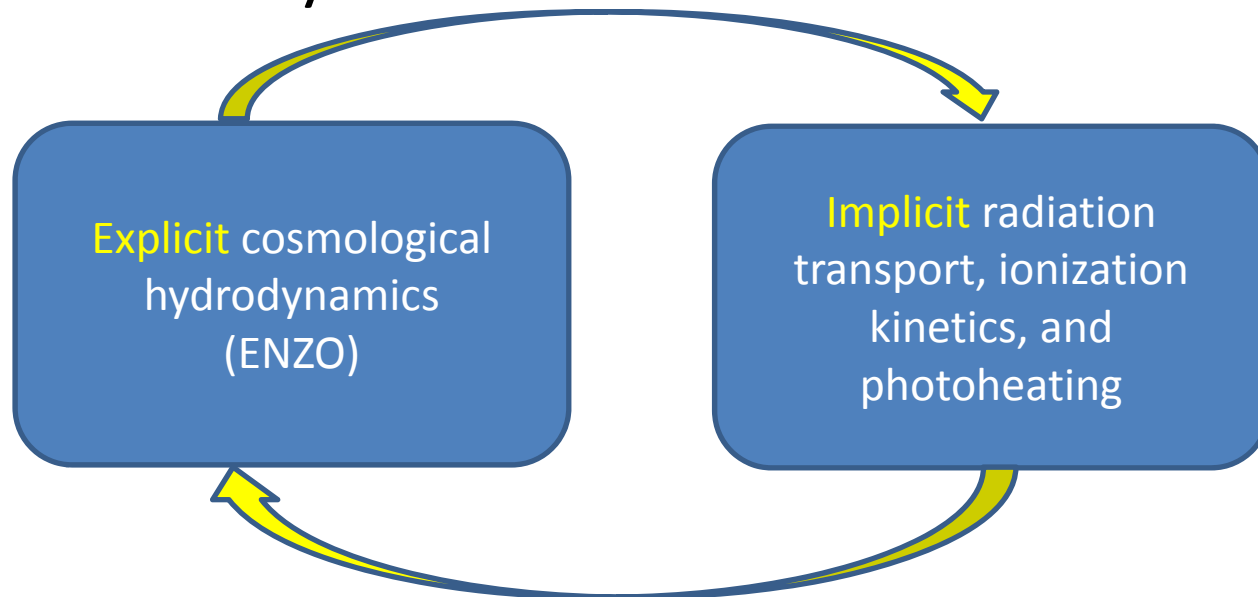 Explicit cosmological
hydrodynamics
(ENZO)
Implicit radiation
transport, ionization
kinetics, and
photoheating